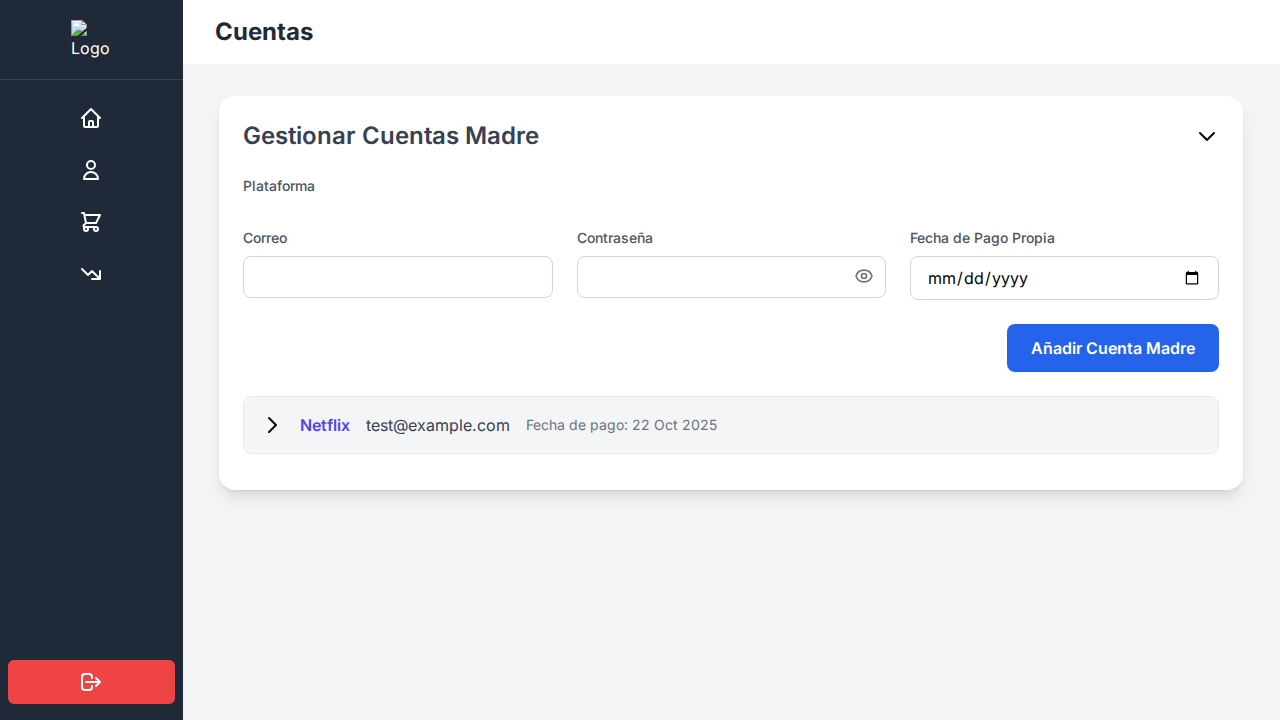 Logo
Cuentas
Gestionar Cuentas Madre
Plataforma
Correo
Contraseña
Fecha de Pago Propia
mm/dd/yyyy
Añadir Cuenta Madre
Netflix test@example.com Fecha de pago: 22 Oct 2025